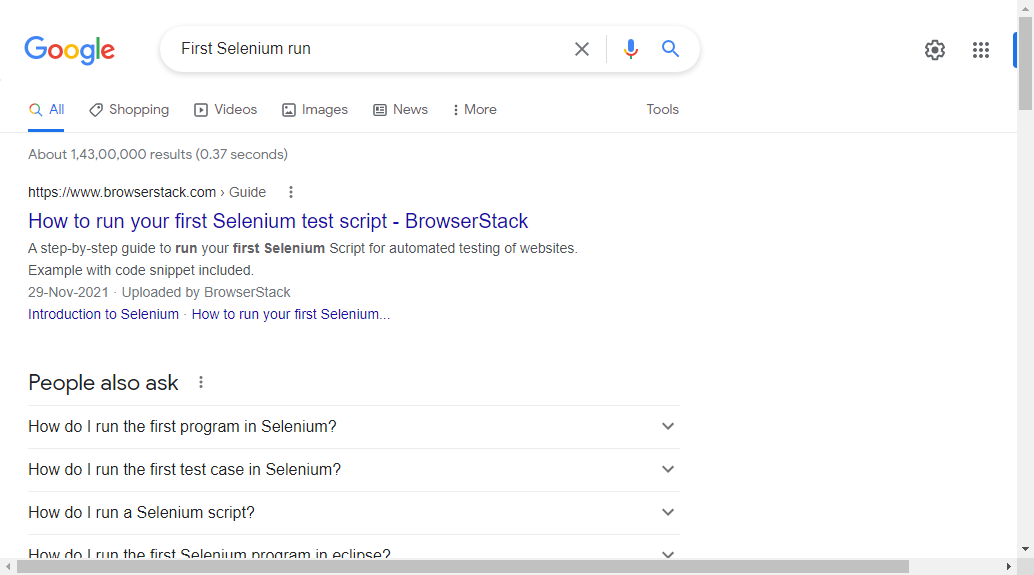 Google
First Selenium run
All Shopping Videos Images News More Tools
About 1,43,00,000 results (0.37 seconds)
https://www.browserstack.com › Guide
How to run your first Selenium test script - BrowserStack
A step-by-step guide to run your first Selenium Script for automated testing of websites.
Example with code snippet included.
29-Nov-2021 · Uploaded by BrowserStack
Introduction to Selenium · How to run your first Selenium...
People also ask
How do I run the first program in Selenium?
How do I run the first test case in Selenium?
How do I run a Selenium script?
How do I run the first Selenium program in eclipse?